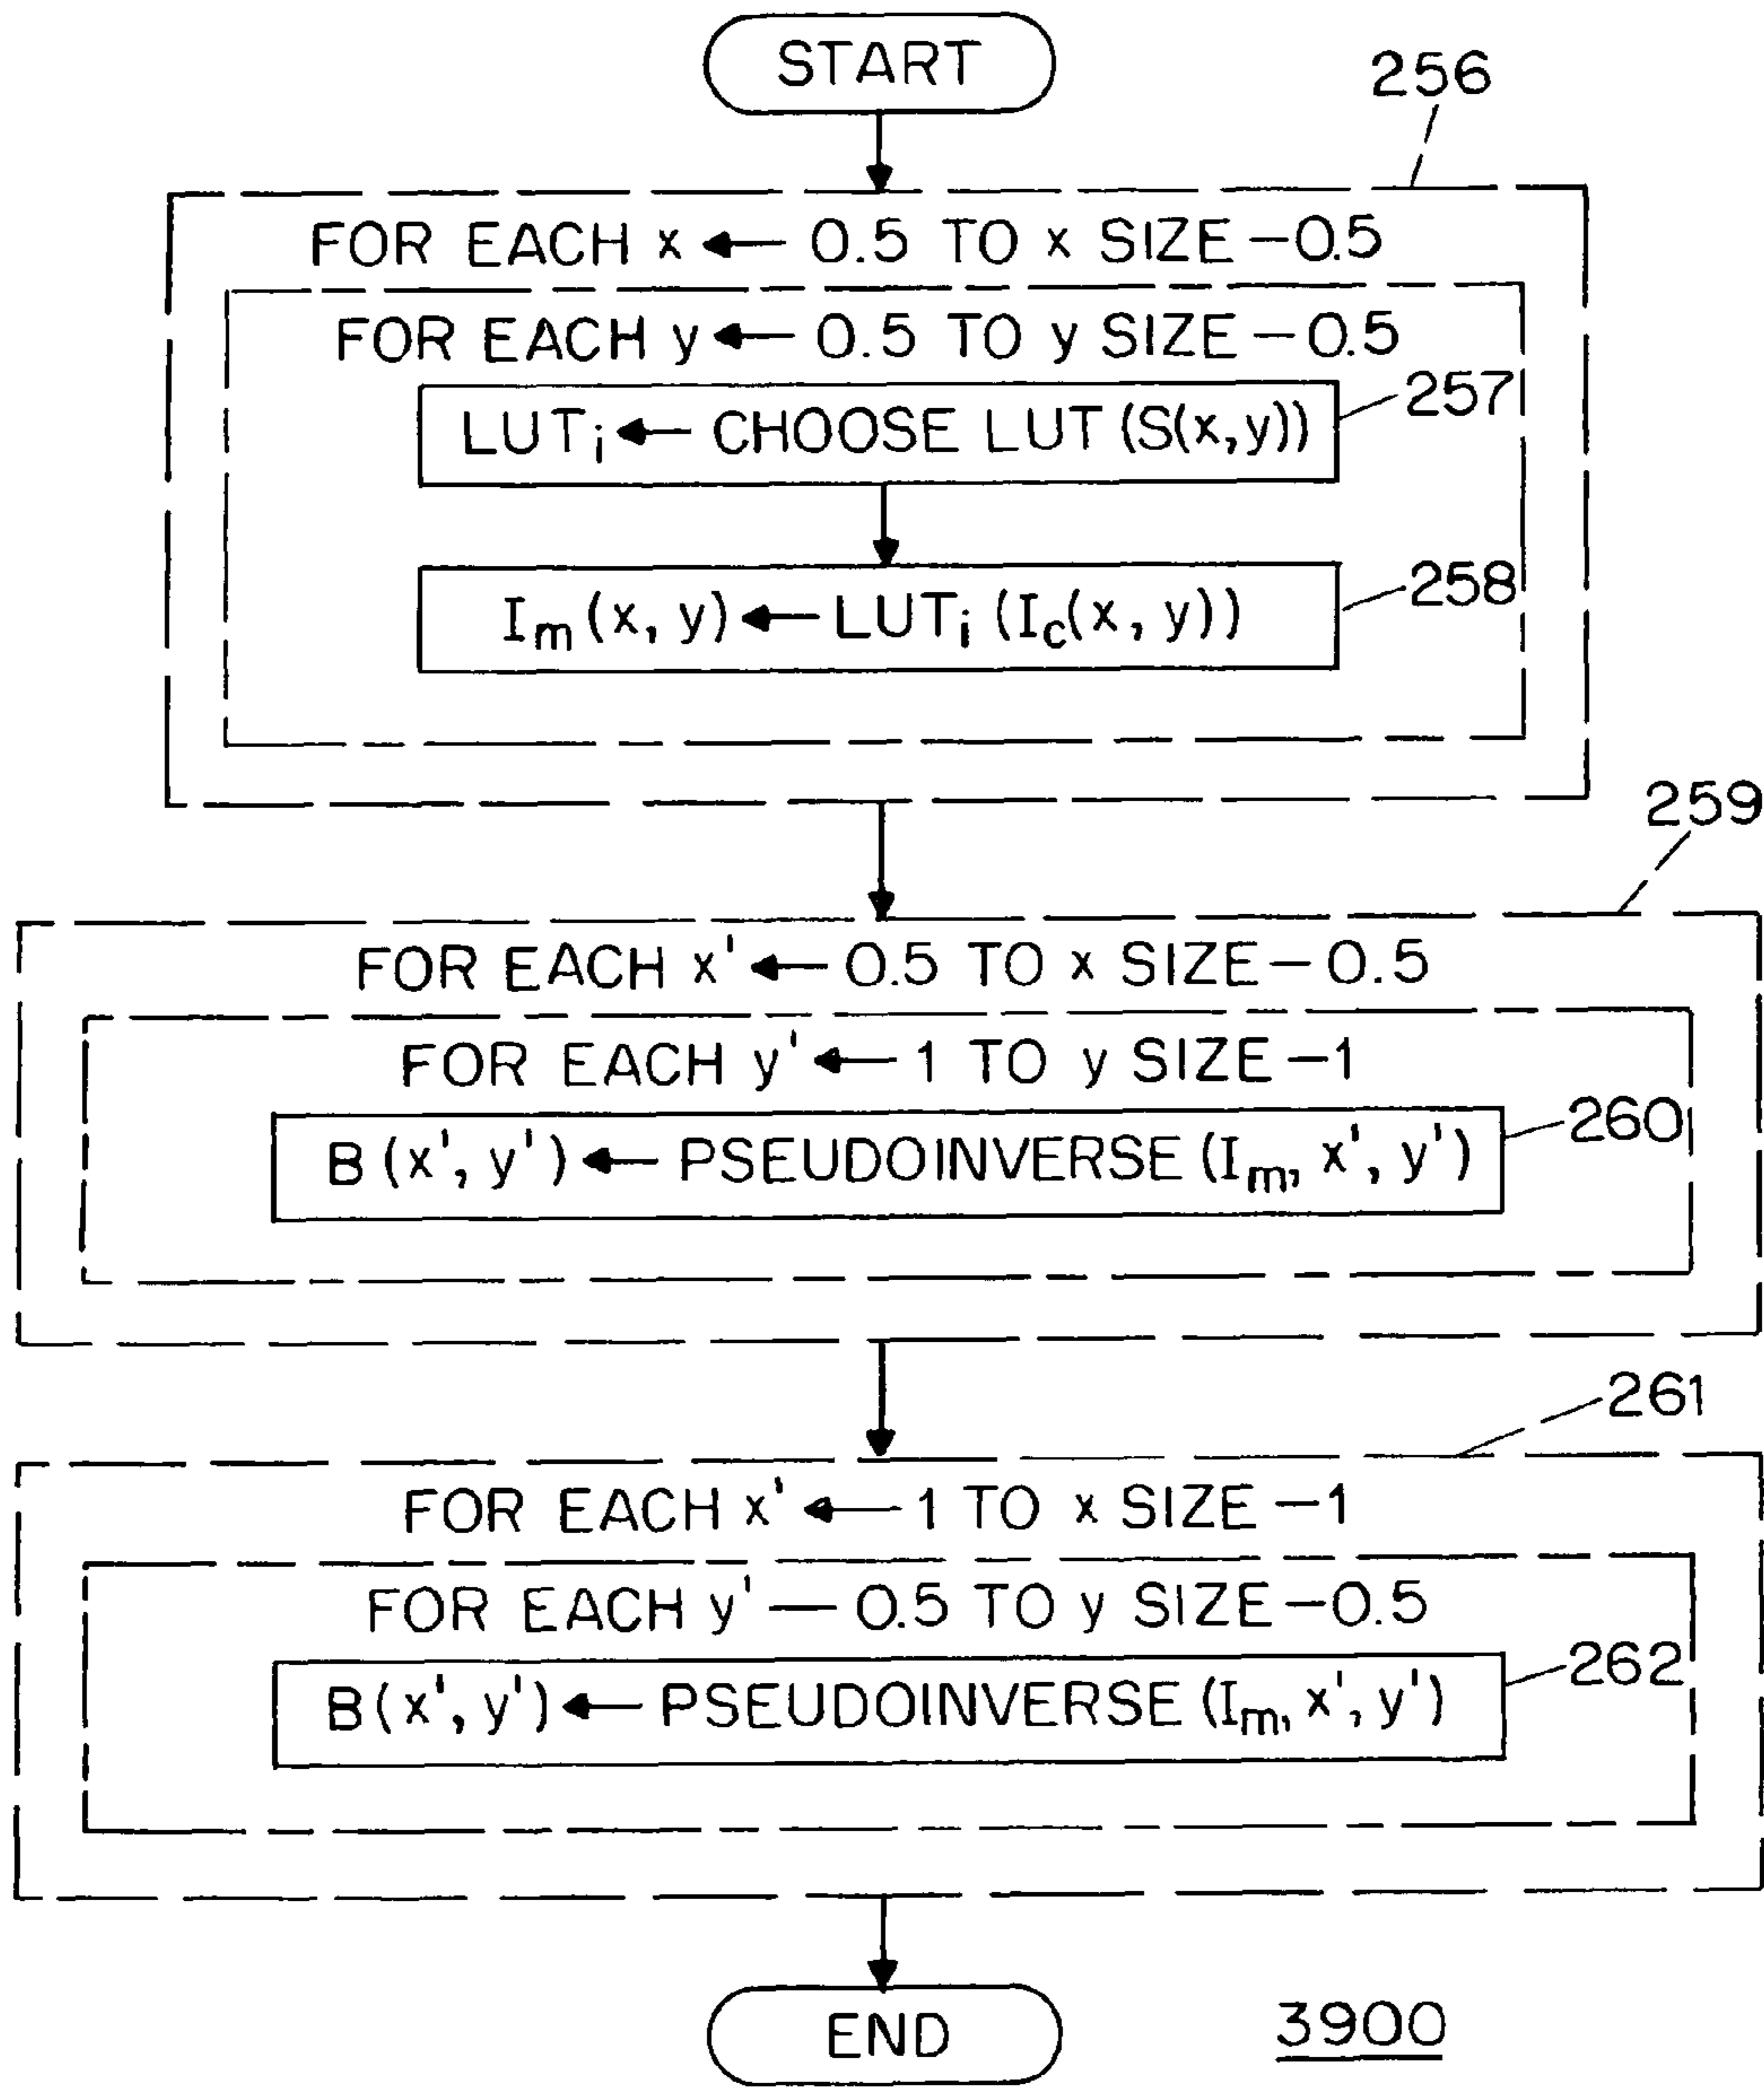 START
256
FOR EACH x ← 0.5 TO x SIZE −0.5
FOR EACH y ← 0.5 TO y SIZE −0.5
LUTi ← CHOOSE LUT (S(x,y))
257
Im (x, y) ← LUTi (Ic(x, y))
258
259
FOR EACH x' ← 0.5 TO x SIZE −0.5
FOR EACH y' ← 1 TO y SIZE −1
B (x', y') ← PSEUDOINVERSE (Im, x', y')
260
261
FOR EACH x' ← 1 TO x SIZE −1
FOR EACH y' — 0.5 TO y SIZE −0.5
B (x', y') ← PSEUDOINVERSE (Im, x', y')
262
END
3900